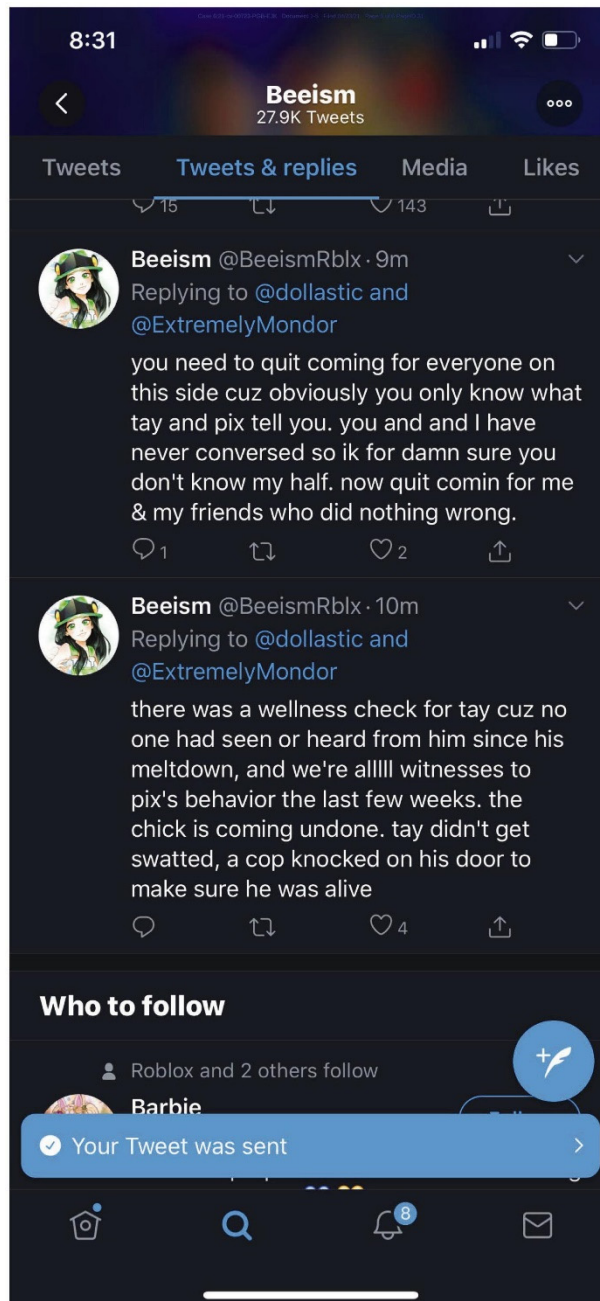 8:31
Beeism
27.9K Tweets
Tweets Tweets & replies Media Likes
15 143
Beeism @BeeismRblx · 9m
Replying to @dollastic and
@ExtremelyMondor
you need to quit coming for everyone on
this side cuz obviously you only know what
tay and pix tell you. you and and I have
never conversed so ik for damn sure you
don't know my half. now quit comin for me
& my friends who did nothing wrong.
1 2
Beeism @BeeismRblx · 10m
Replying to @dollastic and
@ExtremelyMondor
there was a wellness check for tay cuz no
one had seen or heard from him since his
meltdown, and we're alllll witnesses to
pix's behavior the last few weeks. the
chick is coming undone. tay didn't get
swatted, a cop knocked on his door to
make sure he was alive
4
Who to follow
Roblox and 2 others follow
Barbie
Your Tweet was sent
8